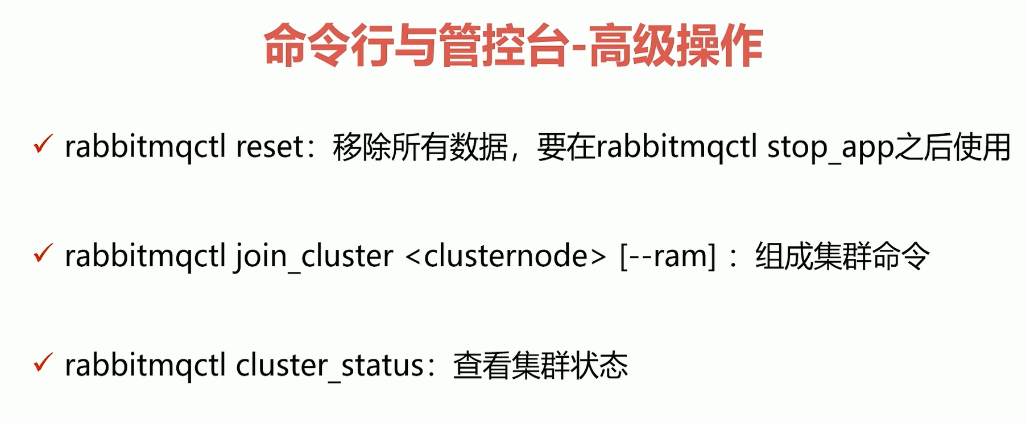 命令行与管控台-高级操作
✓ rabbitmqctl reset：移除所有数据，要在rabbitmqctl stop_app之后使用
✓ rabbitmqctl join_cluster <clusternode> [--ram] ：组成集群命令
✓ rabbitmqctl cluster_status：查看集群状态